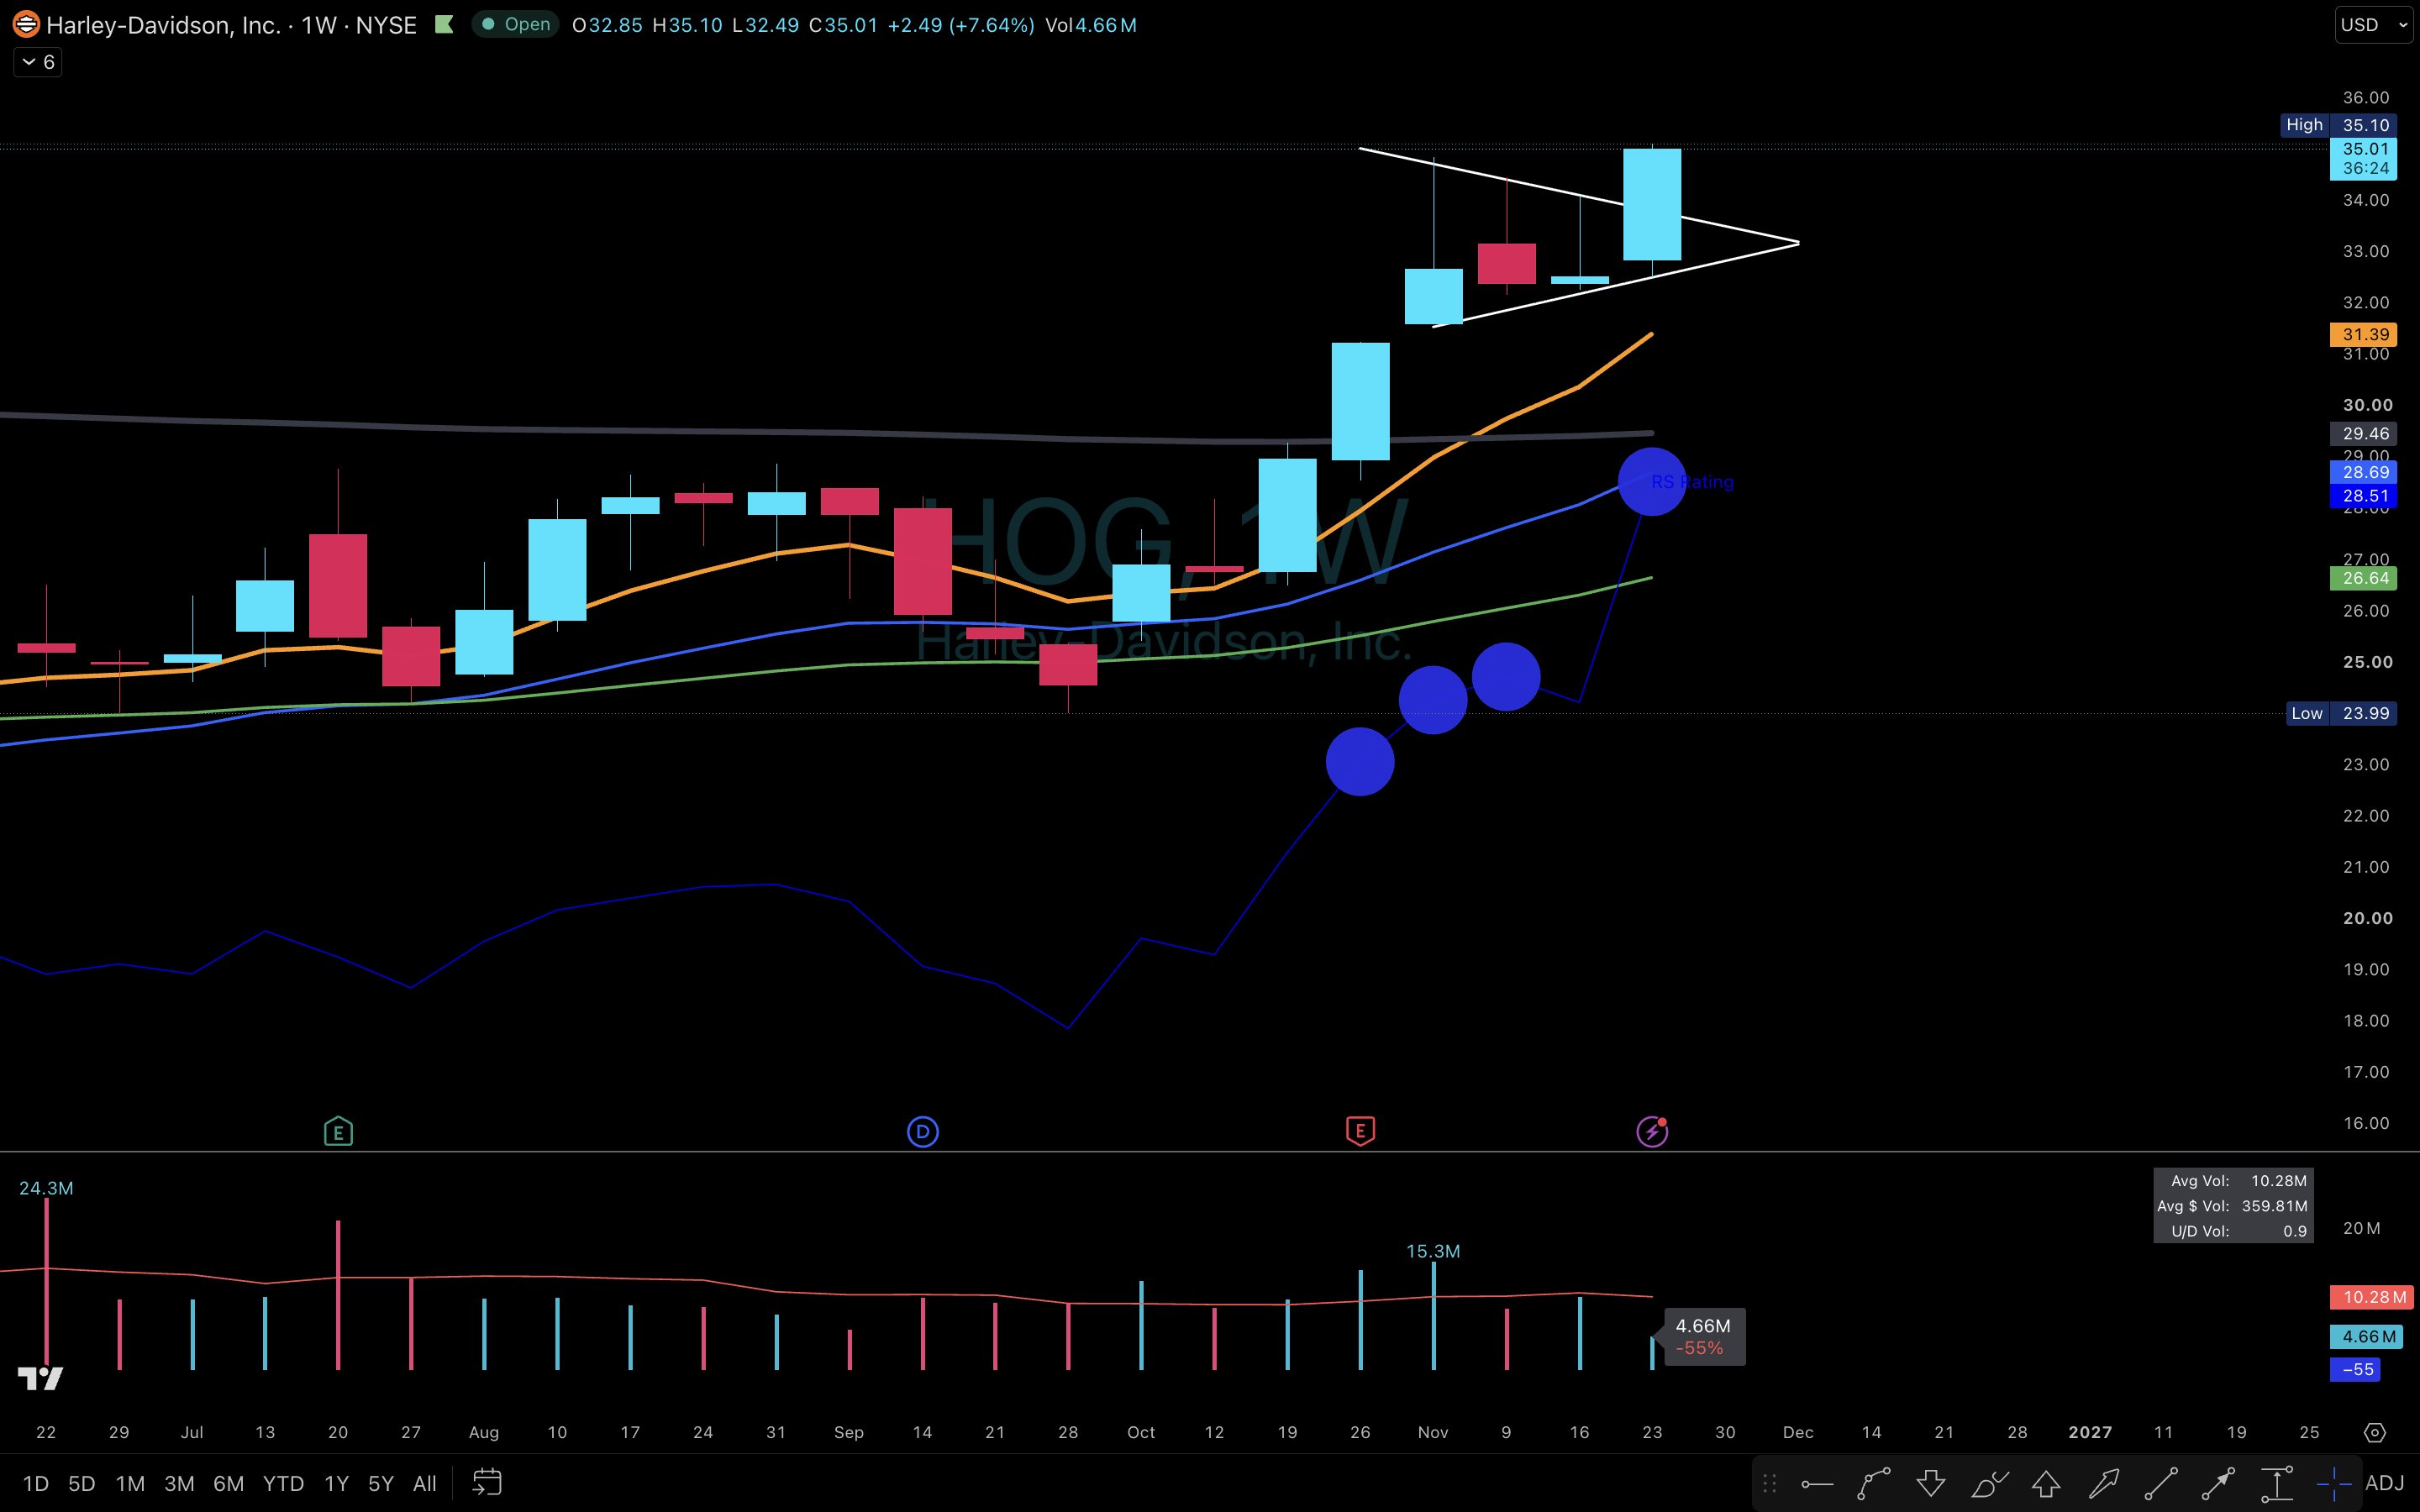 Harley-Davidson, Inc. · 1W · NYSE Open O32.85 H35.10 L32.49 C35.01 +2.49 (+7.64%) Vol4.66M
USD
6
36.00
High 35.10
35.01
36:24
34.00
33.00
32.00
31.39
31.00
30.00
29.46
29.00
28.69
RS Rating
28.51
28.00
HOG, 1W
Harley-Davidson, Inc.
27.00
26.64
26.00
25.00
Low 23.99
23.00
22.00
21.00
20.00
19.00
18.00
17.00
16.00
E D E
24.3M
15.3M
Avg Vol: 10.28M
Avg $ Vol: 359.81M
U/D Vol: 0.9
20M
10.28M
4.66M
-55%
4.66M
−55
22 29 Jul 13 20 27 Aug 10 17 24 31 Sep 14 21 28 Oct 12 19 26 Nov 9 16 23 30 Dec 14 21 28 2027 11 19 25
1D 5D 1M 3M 6M YTD 1Y 5Y All
ADJ